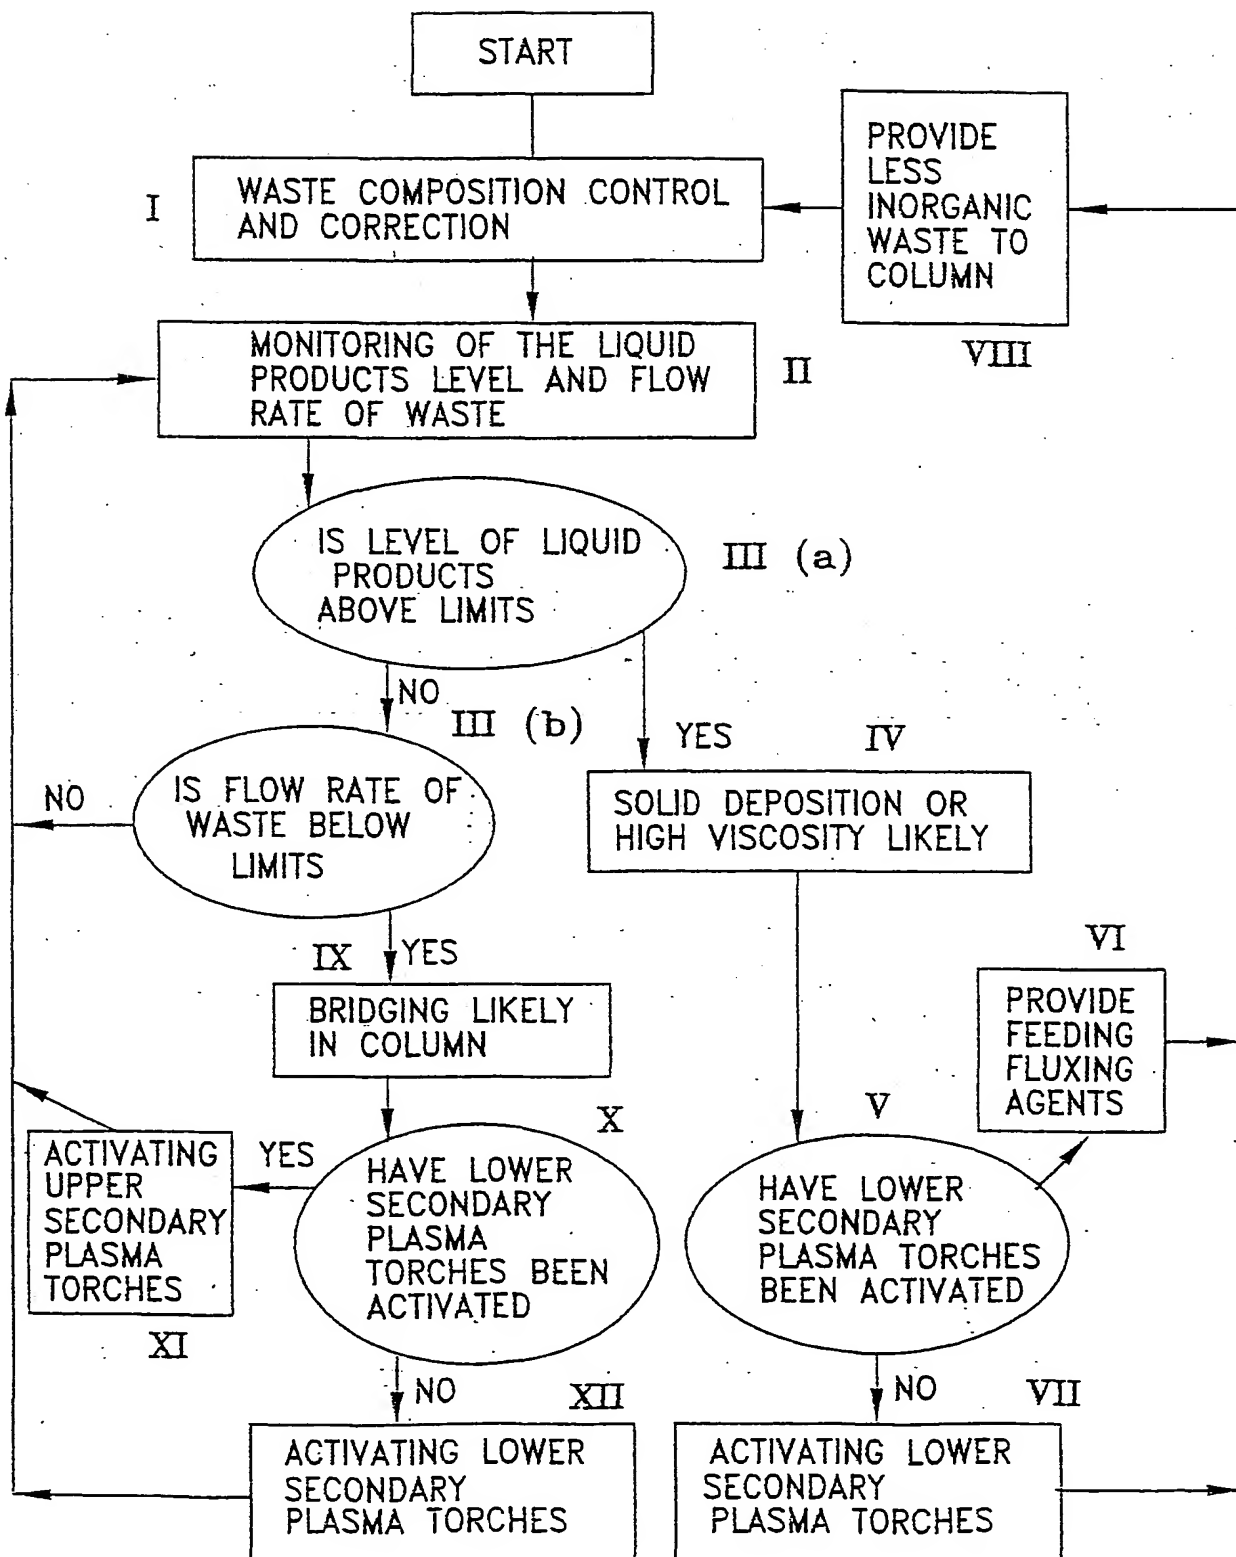 START
PROVIDE
LESS
INORGANIC
WASTE TO
COLUMN
VIII
I
WASTE COMPOSITION CONTROL
AND CORRECTION
MONITORING OF THE LIQUID
PRODUCTS LEVEL AND FLOW
RATE OF WASTE
II
IS LEVEL OF LIQUID
PRODUCTS
ABOVE LIMITS
III (a)
NO
III (b)
YES
IV
NO
IS FLOW RATE OF
WASTE BELOW
LIMITS
SOLID DEPOSITION OR
HIGH VISCOSITY LIKELY
IX
YES
BRIDGING LIKELY
IN COLUMN
VI
PROVIDE
FEEDING
FLUXING
AGENTS
X
V
YES
ACTIVATING
UPPER
SECONDARY
PLASMA
TORCHES
XI
HAVE LOWER
SECONDARY
PLASMA
TORCHES BEEN
ACTIVATED
HAVE LOWER
SECONDARY
PLASMA TORCHES
BEEN ACTIVATED
NO
XII
NO
VII
ACTIVATING LOWER
SECONDARY
PLASMA TORCHES
ACTIVATING LOWER
SECONDARY
PLASMA TORCHES